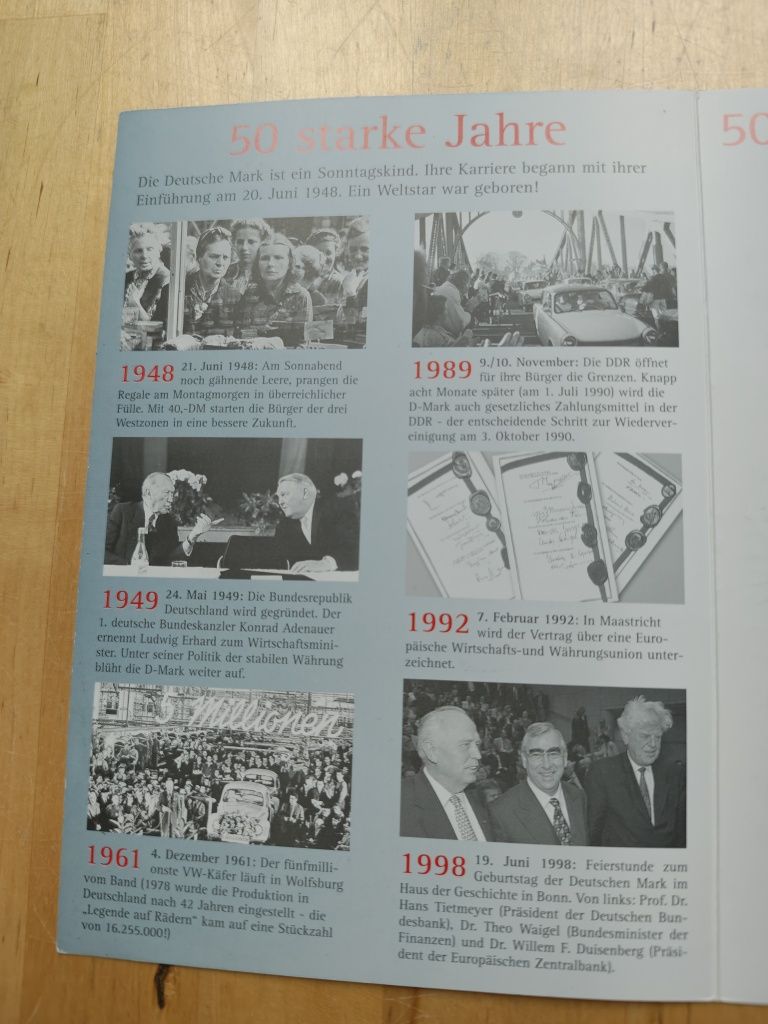 50 starke Jahre
Die Deutsche Mark ist ein Sonntagskind. Ihre Karriere begann mit ihrer
Einführung am 20. Juni 1948. Ein Weltstar war geboren!
1948 21. Juni 1948: Am Sonnabend
noch gähnende Leere, prangen die
Regale am Montagmorgen in überreichlicher
Fülle. Mit 40,-DM starten die Bürger der drei
Westzonen in eine bessere Zukunft.
1949 24. Mai 1949: Die Bundesrepublik
Deutschland wird gegründet. Der
1. deutsche Bundeskanzler Konrad Adenauer
ernennt Ludwig Erhard zum Wirtschaftsmini-
ster. Unter seiner Politik der stabilen Währung
blüht die D-Mark weiter auf.
5 Millionen
1961 4. Dezember 1961: Der fünfmilli-
onste VW-Käfer läuft in Wolfsburg
vom Band (1978 wurde die Produktion in
Deutschland nach 42 Jahren eingestellt - die
„Legende auf Rädern" kam auf eine Stückzahl
von 16.255.000!)
1989 9./10. November: Die DDR öffnet
für ihre Bürger die Grenzen. Knapp
acht Monate später (am 1. Juli 1990) wird die
D-Mark auch gesetzliches Zahlungsmittel in der
DDR - der entscheidende Schritt zur Wiederver-
einigung am 3. Oktober 1990.
1992 7. Februar 1992: In Maastricht
wird der Vertrag über eine Euro-
päische Wirtschafts-und Währungsunion unter-
zeichnet.
1998 19. Juni 1998: Feierstunde zum
Geburtstag der Deutschen Mark im
Haus der Geschichte in Bonn. Von links: Prof. Dr.
Hans Tietmeyer (Präsident der Deutschen Bun-
desbank), Dr. Theo Waigel (Bundesminister der
Finanzen) und Dr. Willem F. Duisenberg (Präsi-
dent der Europäischen Zentralbank).
50